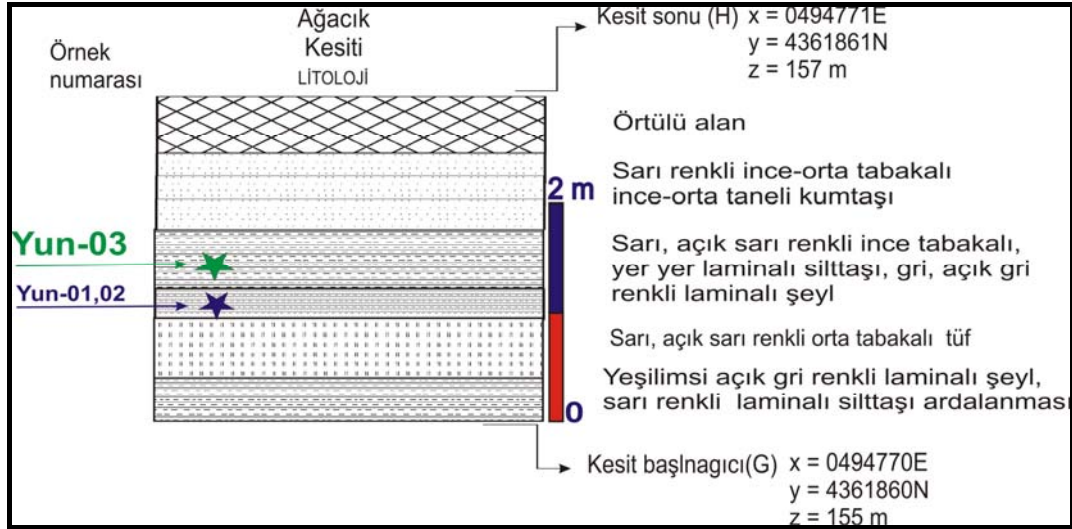 Ağacık
Kesiti
LİTOLOJİ
Örnek
numarası
Kesit sonu (H) x = 0494771E
y = 4361861N
z = 157 m
Örtülü alan
Sarı renkli ince-orta tabakalı
ince-orta taneli kumtaşı
2 m
Yun-03
Sarı, açık sarı renkli ince tabakalı,
yer yer laminalı silttaşı, gri, açık gri
renkli laminalı şeyl
Yun-01,02
Sarı, açık sarı renkli orta tabakalı tüf
Yeşilimsi açık gri renkli laminalı şeyl,
sarı renkli laminalı silttaşı ardalanması
0
Kesit başlnagıcı(G) x = 0494770E
y = 4361860N
z = 155 m